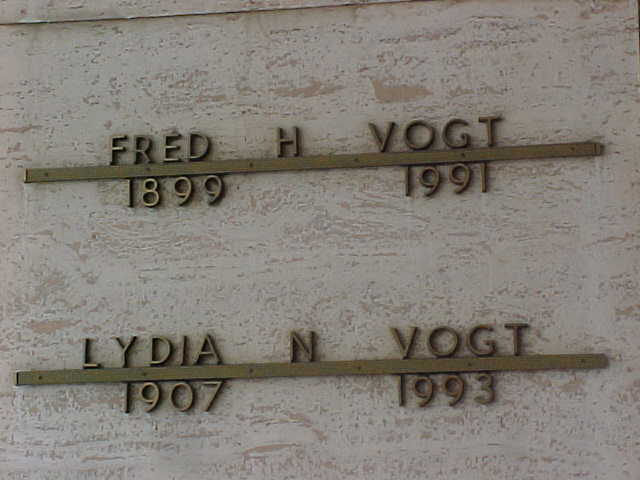 FRED H VOGT
1899 1991
LYDIA N VOGT
1907 1993